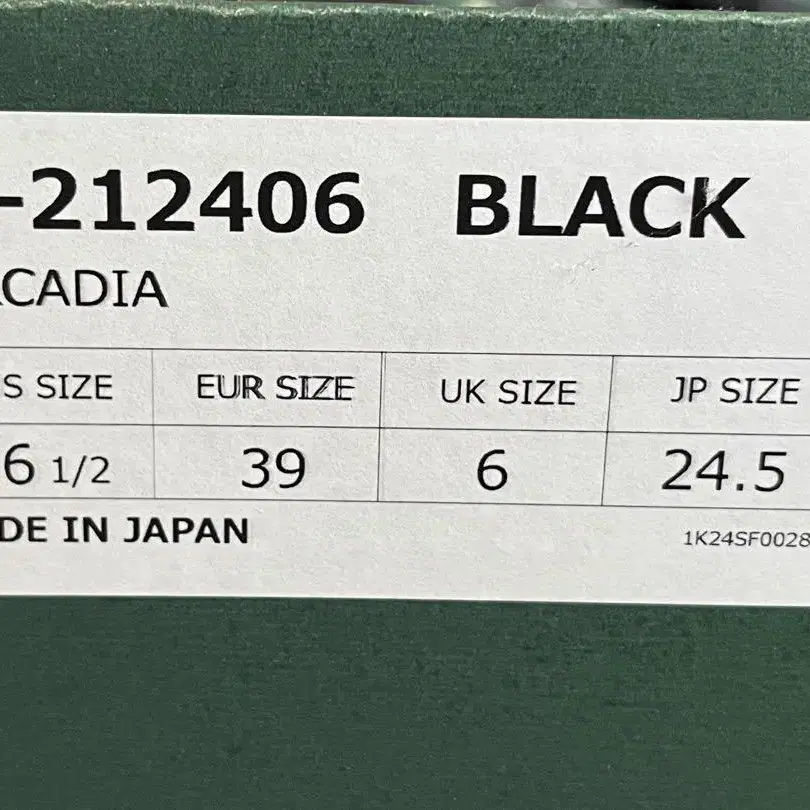 -212406 BLACK
CADIA
S SIZE EUR SIZE UK SIZE JP SIZE
6 1/2 39 6 24.5
DE IN JAPAN
1K24SF0028